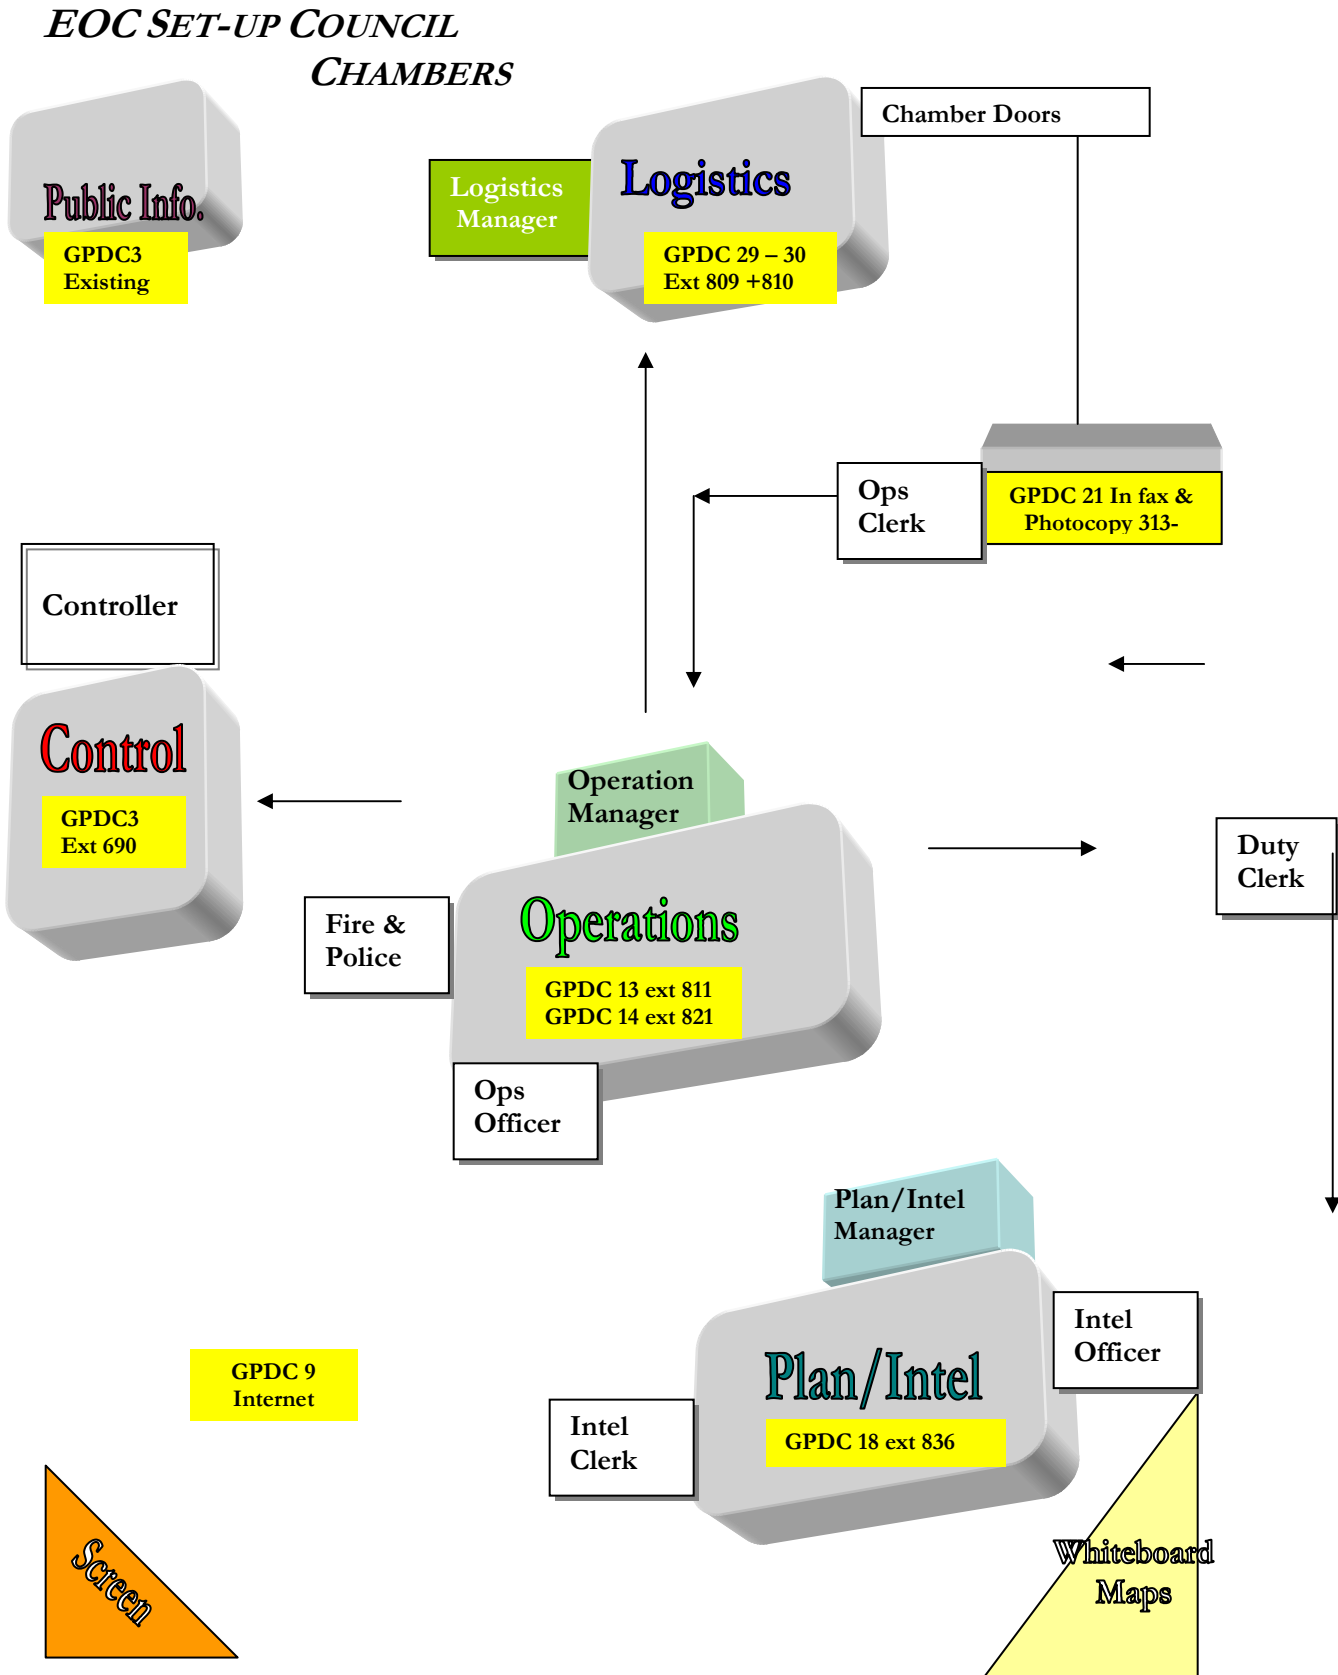 EOC SET-UP COUNCIL
CHAMBERS
Chamber Doors
Public Info.
GPDC3
Existing
Logistics
Manager
Logistics
GPDC 29 – 30
Ext 809 +810
Ops
Clerk
GPDC 21 In fax &
Photocopy 313-
Controller
Control
GPDC3
Ext 690
Operation
Manager
Duty
Clerk
Fire &
Police
Operations
GPDC 13 ext 811
GPDC 14 ext 821
Ops
Officer
Plan/Intel
Manager
Intel
Officer
Plan/Intel
GPDC 18 ext 836
GPDC 9
Internet
Intel
Clerk
Screen
Whiteboard
Maps